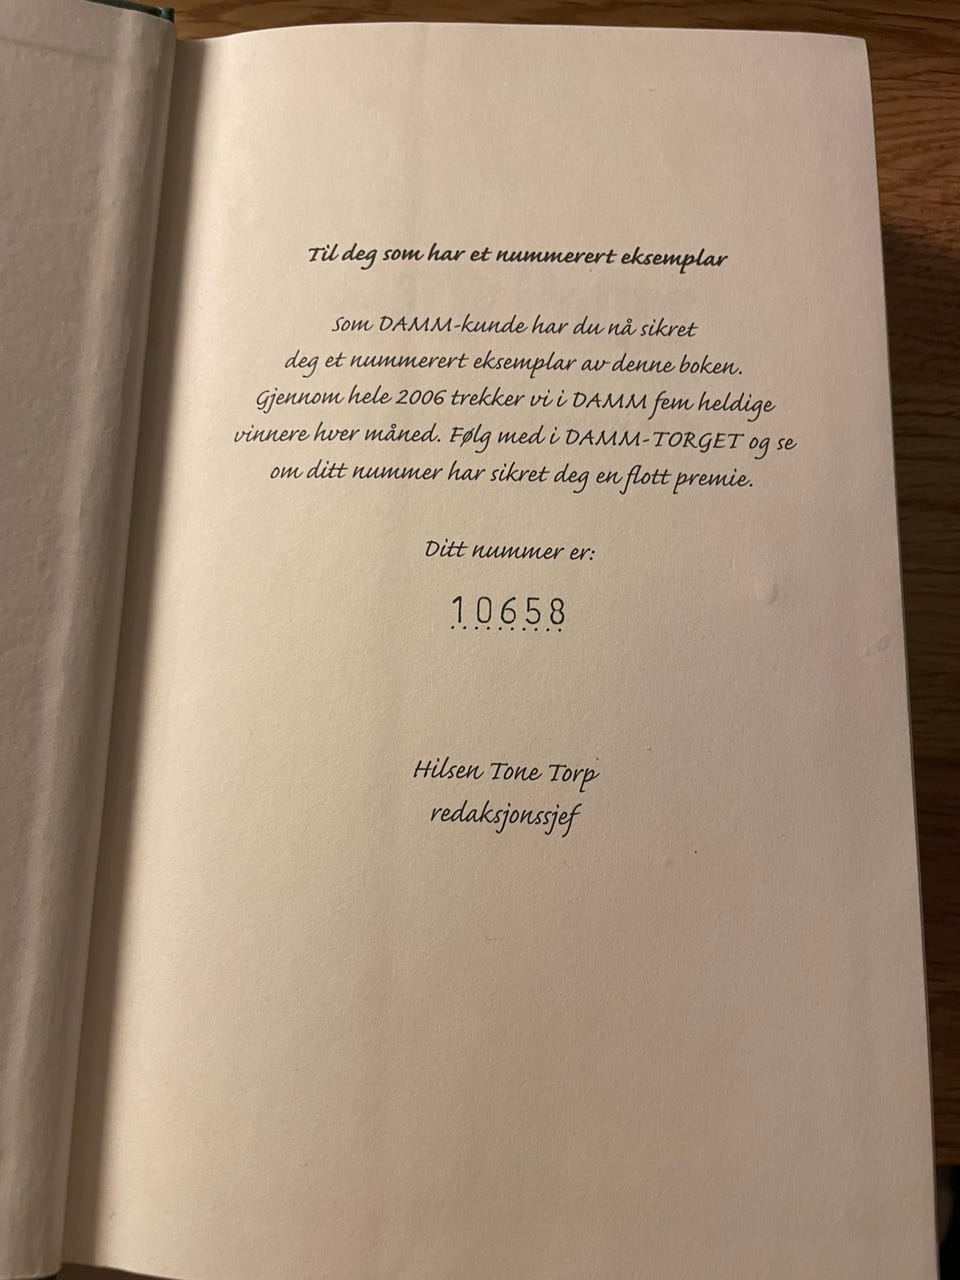 Til deg som har et nummerert eksemplar
Som DAMM-kunde har du nå sikret
deg et nummerert eksemplar av denne boken.
Gjennom hele 2006 trekker vi i DAMM fem heldige
vinnere hver måned. Følg med i DAMM-TORGET og se
om ditt nummer har sikret deg en flott premie.
Ditt nummer er:
10658
Hilsen Tone Torp
redaksjonssjef